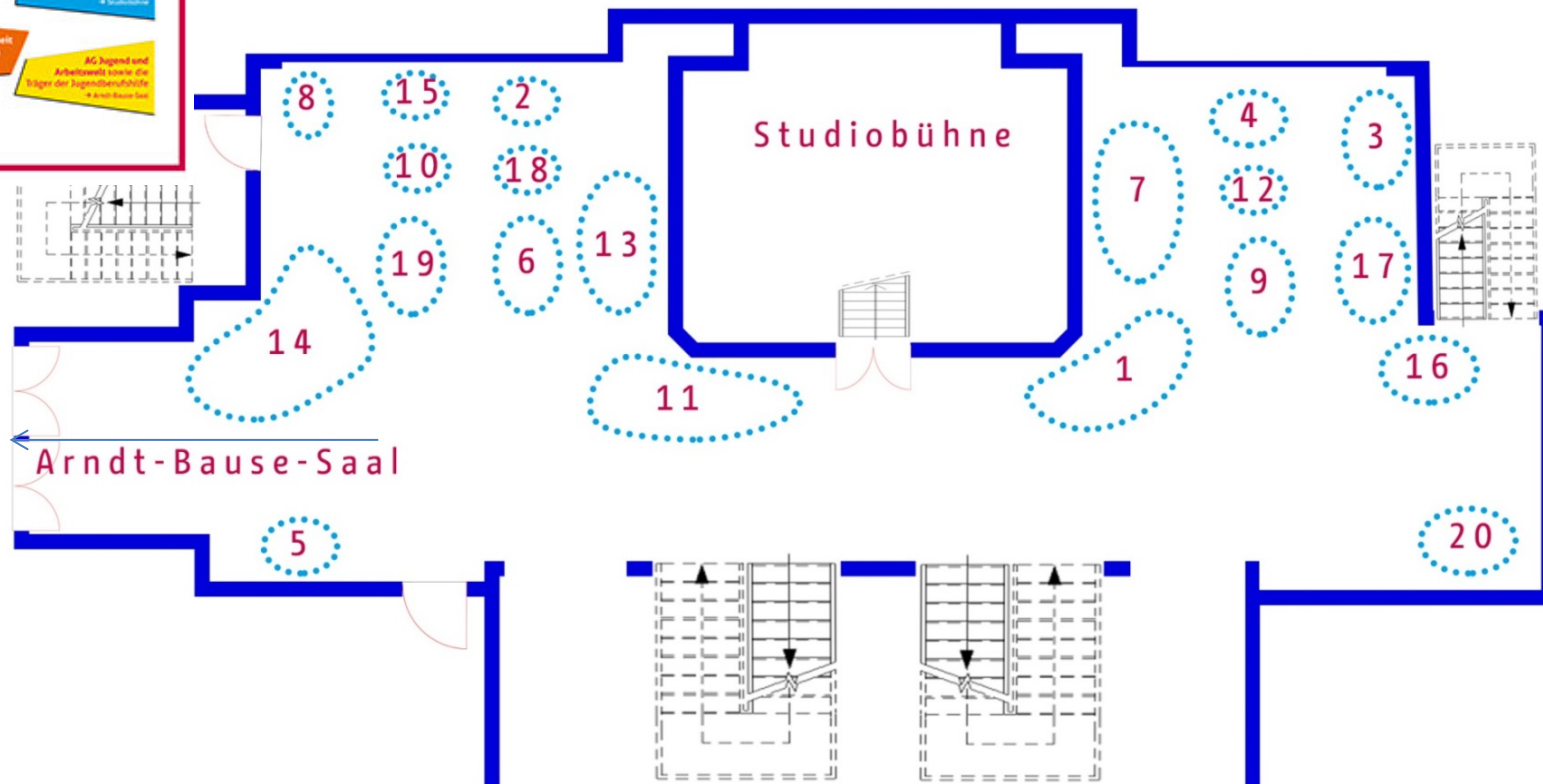 → Studiobühne
AG Jugend und
Arbeitswelt sowie die
Träger der Jugendberufshilfe
→ Arndt-Bause-Saal
8
15
2
10
18
19
6
13
14
Studiobühne
7
4
3
12
9
17
1
16
11
Arndt-Bause-Saal
5
20